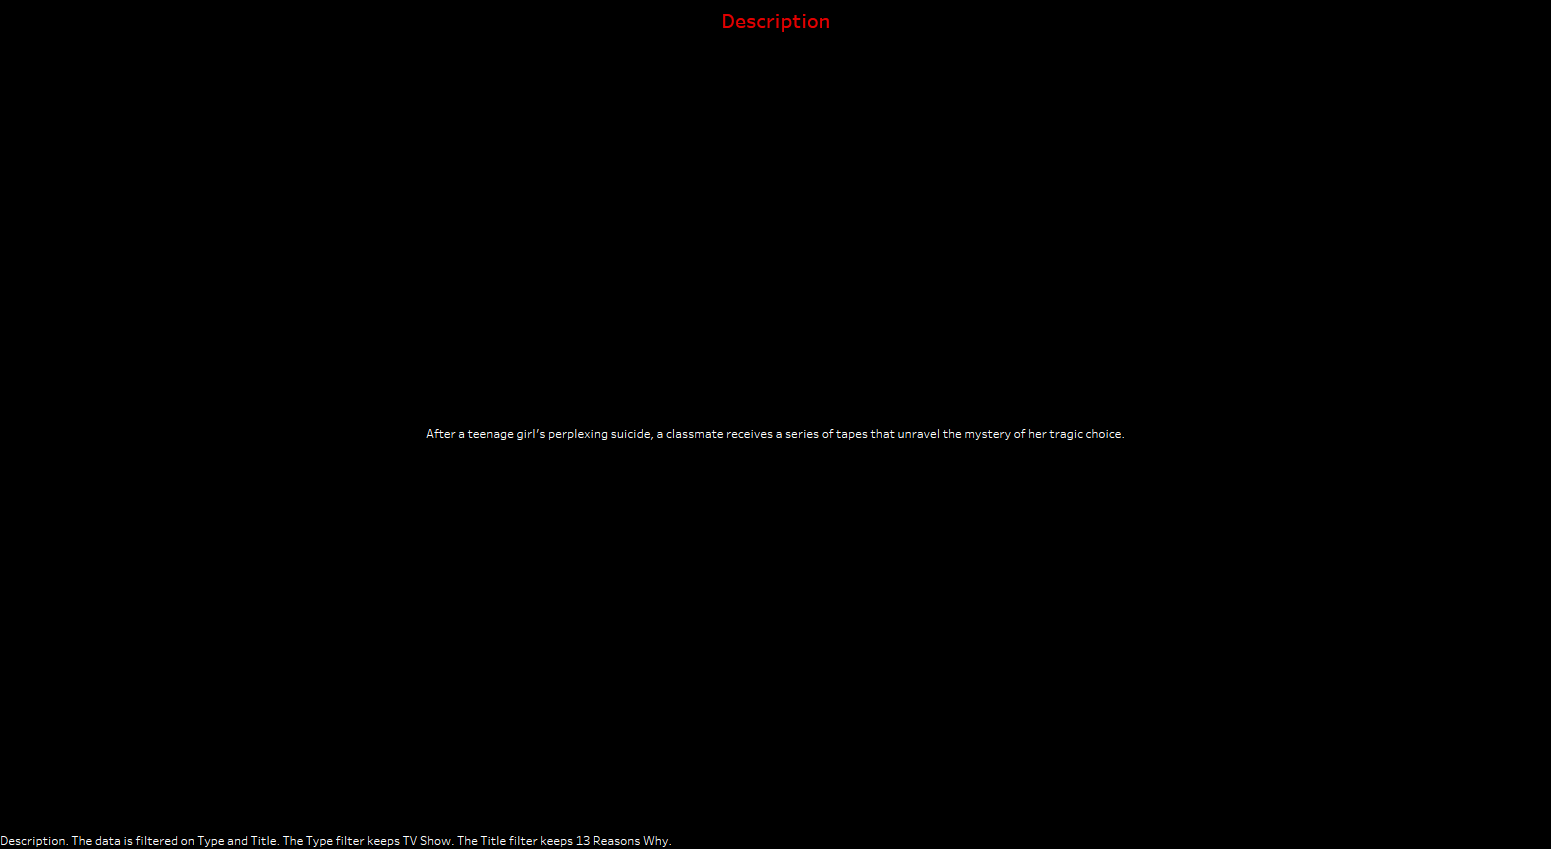 Description
After a teenage girl’s perplexing suicide, a classmate receives a series of tapes that unravel the mystery of her tragic choice.
Description. The data is filtered on Type and Title. The Type filter keeps TV Show. The Title filter keeps 13 Reasons Why.